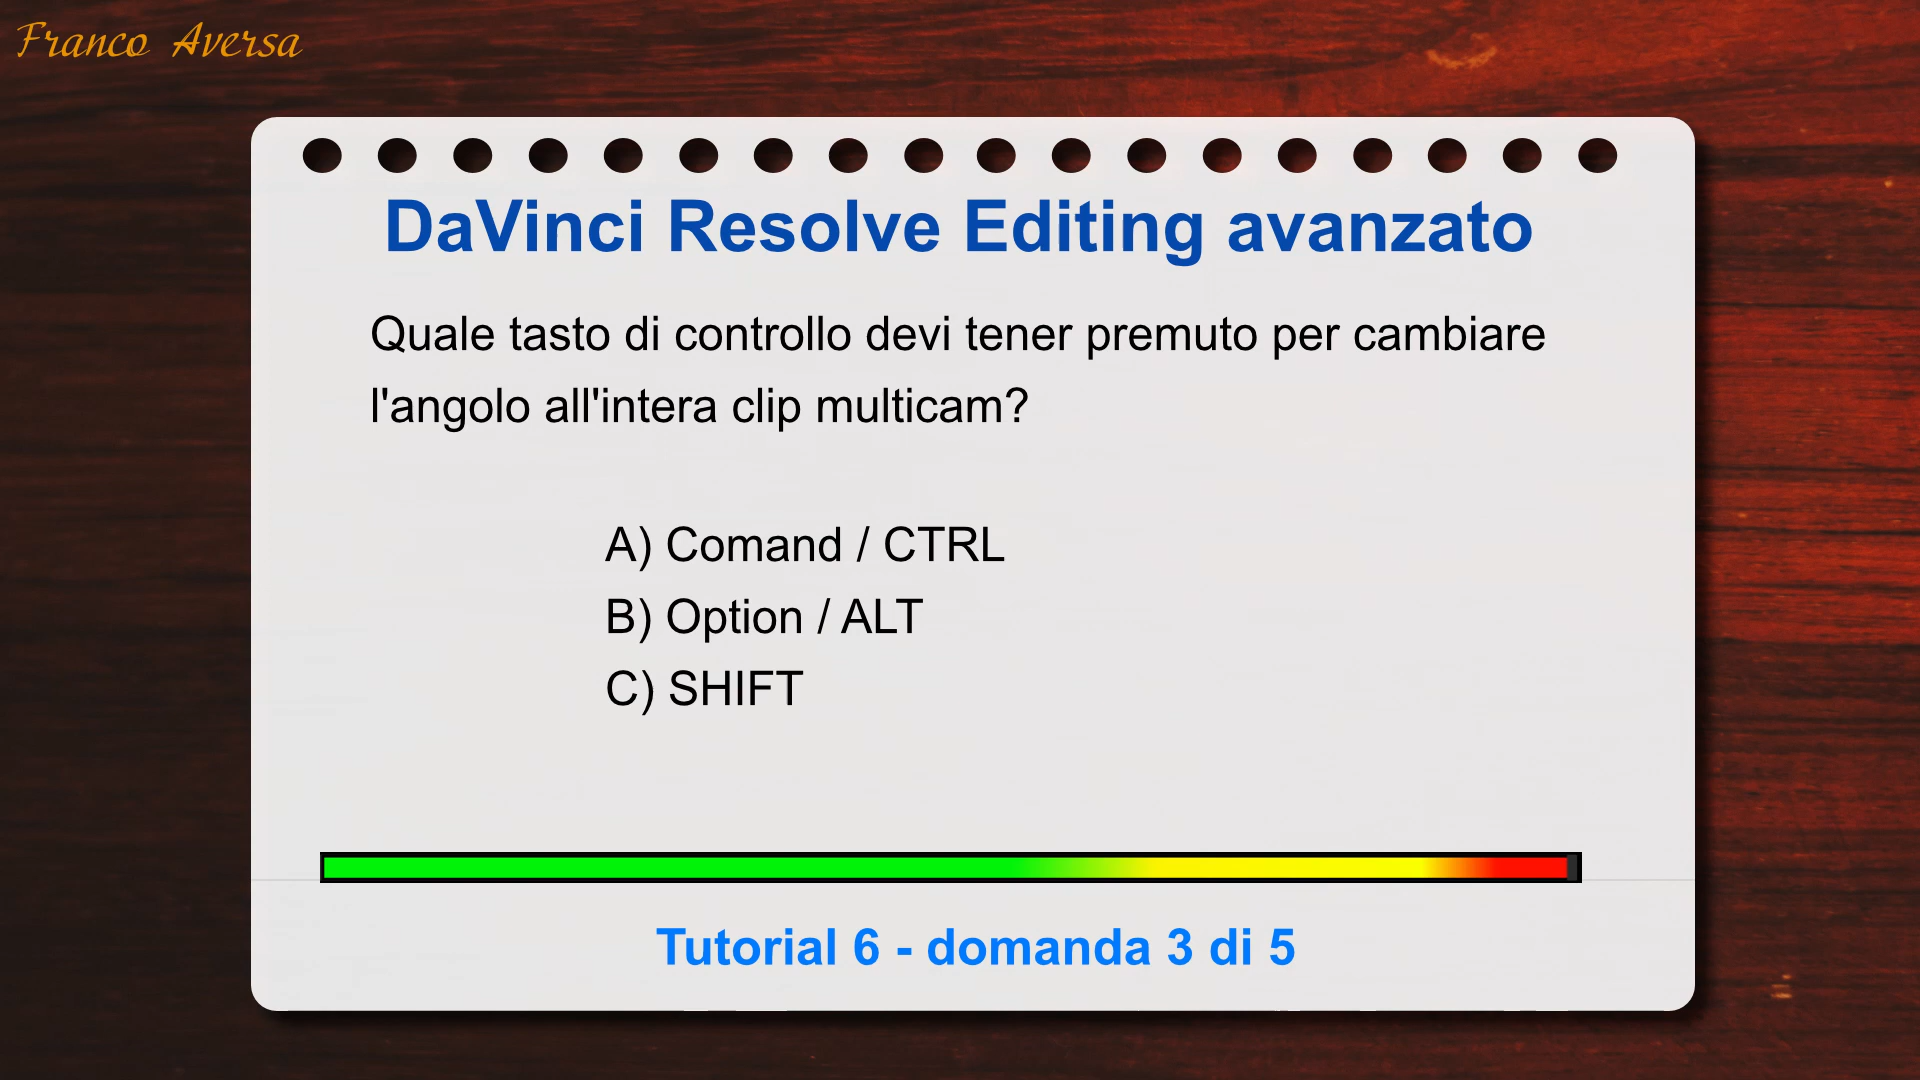 Franco Aversa
DaVinci Resolve Editing avanzato
Quale tasto di controllo devi tener premuto per cambiare
l'angolo all'intera clip multicam?
A) Comand / CTRL
B) Option / ALT
C) SHIFT
Tutorial 6 - domanda 3 di 5